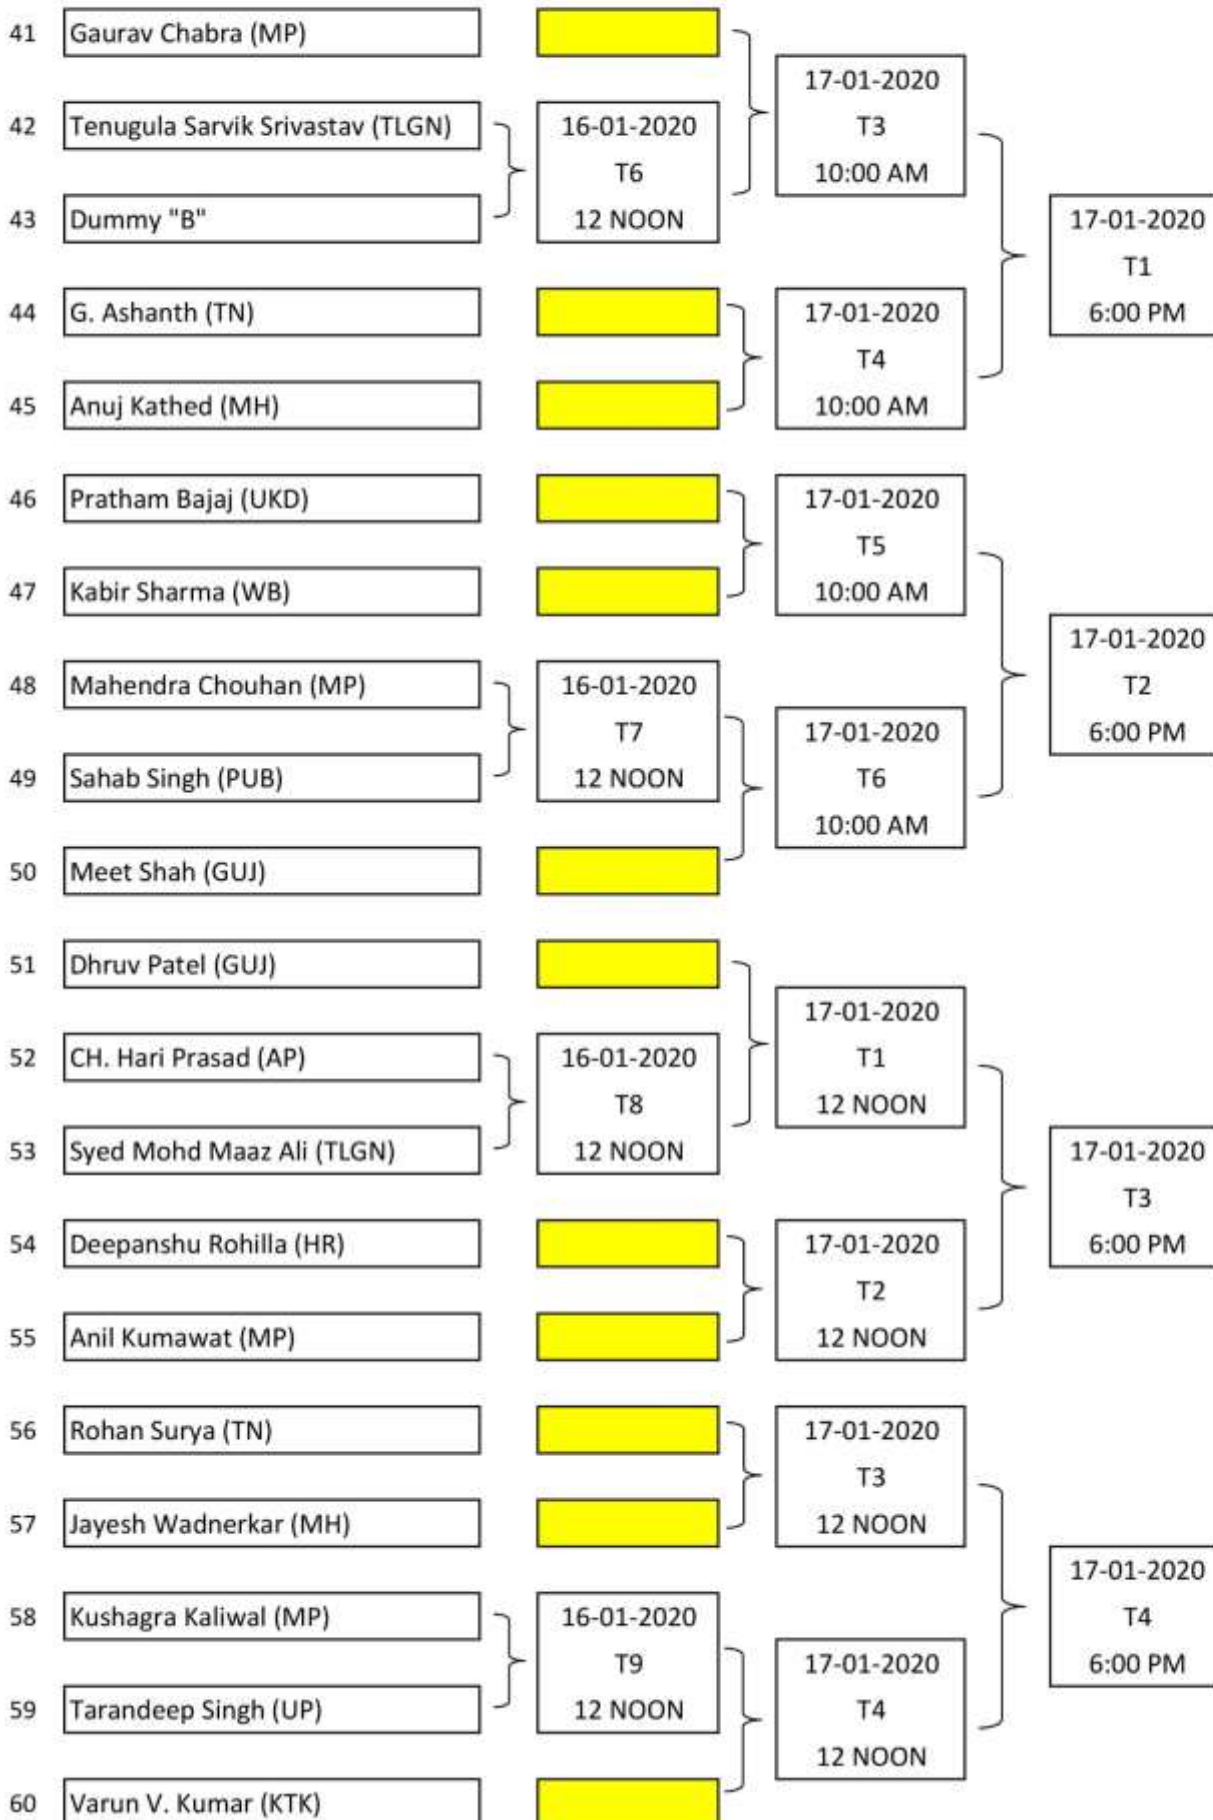 41 Gaurav Chabra (MP)
17-01-2020
42 Tenugula Sarvik Srivastav (TLGN) 16-01-2020 T3
T6 10:00 AM
43 Dummy "B" 12 NOON 17-01-2020
T1
44 G. Ashanth (TN) 17-01-2020 6:00 PM
T4
45 Anuj Kathed (MH) 10:00 AM
46 Pratham Bajaj (UKD) 17-01-2020
T5
47 Kabir Sharma (WB) 10:00 AM
17-01-2020
48 Mahendra Chouhan (MP) 16-01-2020 T2
T7 17-01-2020 6:00 PM
49 Sahab Singh (PUB) 12 NOON T6
10:00 AM
50 Meet Shah (GUJ)
51 Dhruv Patel (GUJ)
17-01-2020
52 CH. Hari Prasad (AP) 16-01-2020 T1
T8 12 NOON
53 Syed Mohd Maaz Ali (TLGN) 12 NOON 17-01-2020
T3
54 Deepanshu Rohilla (HR) 17-01-2020 6:00 PM
T2
55 Anil Kumawat (MP) 12 NOON
56 Rohan Surya (TN) 17-01-2020
T3
57 Jayesh Wadnerkar (MH) 12 NOON
17-01-2020
58 Kushagra Kaliwal (MP) 16-01-2020 T4
T9 17-01-2020 6:00 PM
59 Tarandeep Singh (UP) 12 NOON T4
12 NOON
60 Varun V. Kumar (KTK)